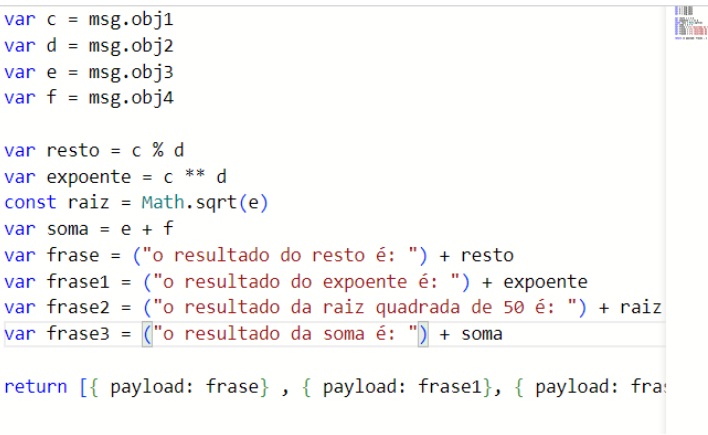 var c = msg.obj1
var d = msg.obj2
var e = msg.obj3
var f = msg.obj4
var resto = c % d
var expoente = c ** d
const raiz = Math.sqrt(e)
var soma = e + f
var frase = ("o resultado do resto é: ") + resto
var frase1 = ("o resultado do expoente é: ") + expoente
var frase2 = ("o resultado da raiz quadrada de 50 é: ") + raiz
var frase3 = ("o resultado da soma é: ") + soma
return [{ payload: frase} , { payload: frase1}, { payload: